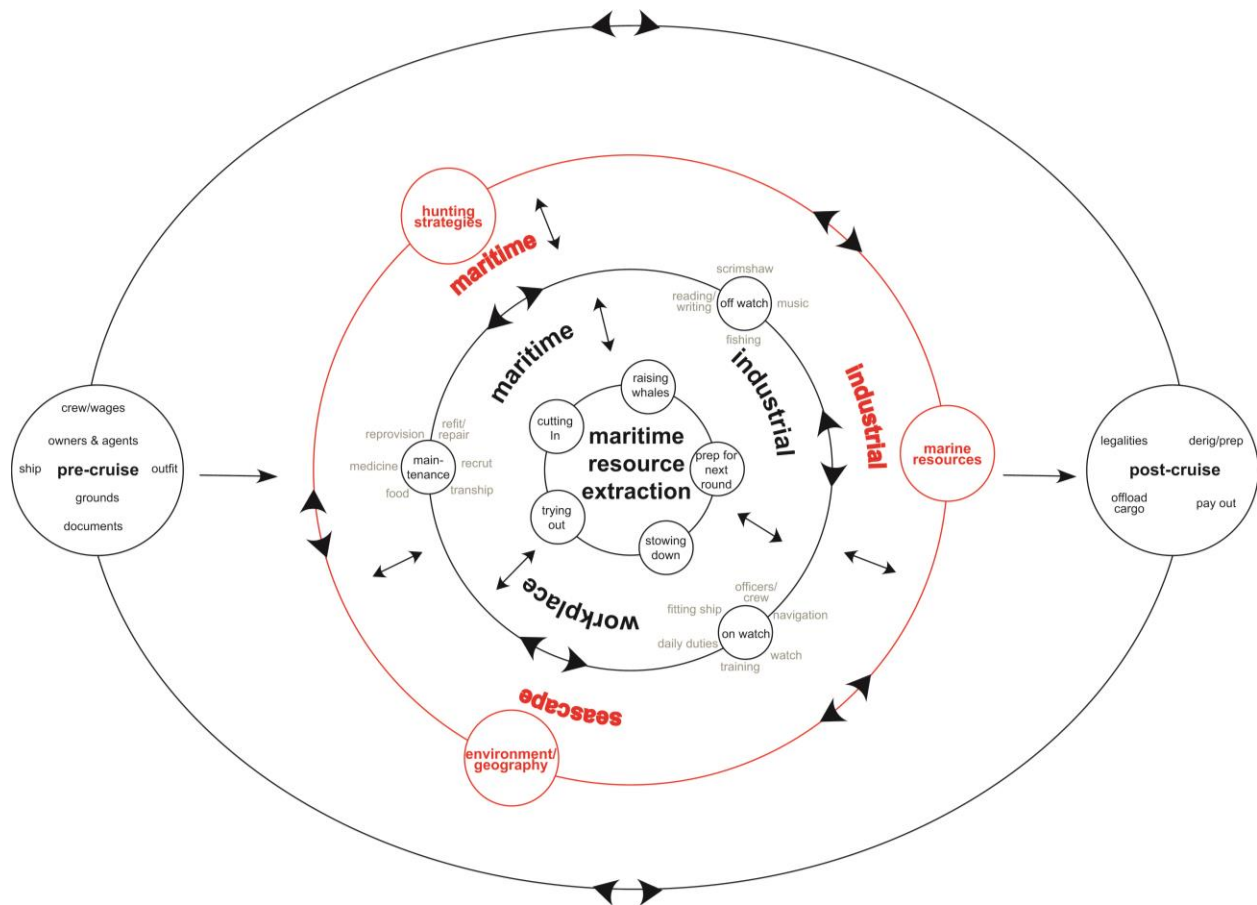 hunting
strategies
maritime
scrimshaw
reading/
writing
off watch
music
fishing
maritime
industrial
industrial
raising
whales
cutting
In
maritime
resource
extraction
prep for
next
round
trying
out
stowing
down
crew/wages
owners & agents
ship
pre-cruise
outfit
grounds
documents
refit/
repair
reprovision
medicine
main-
tenance
recrut
food
tranship
marine
resources
legalities
derig/prep
post-cruise
offload
cargo
pay out
workplace
officers/
crew
fitting ship
navigation
on watch
daily duties
watch
training
seascape
environment/
geography